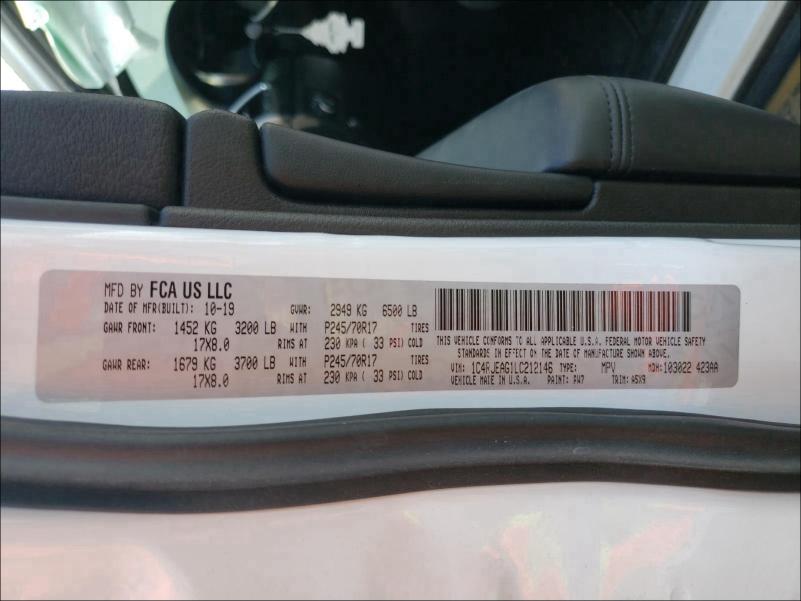 MFD BY FCA US LLC
DATE OF MFR(BUILT): 10-19 GVWR: 2949 KG 6500 LB
GAWR FRONT: 1452 KG 3200 LB WITH P245/70R17 TIRES
17X8.0 RIMS AT 230 KPA ( 33 PSI) COLD
GAWR REAR: 1679 KG 3700 LB WITH P245/70R17 TIRES
17X8.0 RIMS AT 230 KPA ( 33 PSI) COLD
THIS VEHICLE CONFORMS TO ALL APPLICABLE U.S.A. FEDERAL MOTOR VEHICLE SAFETY
STANDARDS IN EFFECT ON THE DATE OF MANUFACTURE SHOWN ABOVE.
VIN: 1C4RJEAG1LC212146 TYPE: MPV MDH: 103022 423AA
VEHICLE MADE IN U.S.A. PAINT: PW7 TRIM: A5X9